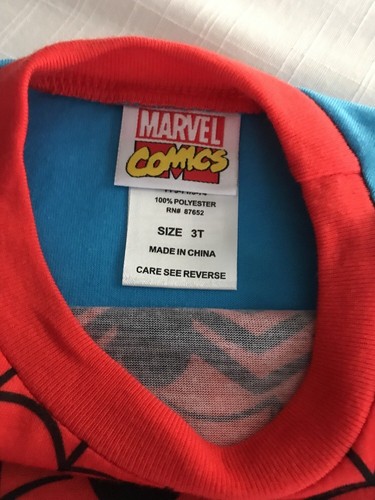 MARVEL
COMICS
100% POLYESTER
RN# 87652
SIZE 3T
MADE IN CHINA
CARE SEE REVERSE